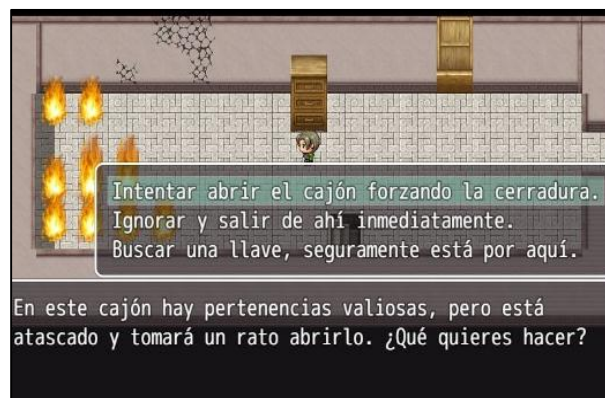 Intentar abrir el cajón forzando la cerradura.
Ignorar y salir de ahí inmediatamente.
Buscar una llave, seguramente está por aquí.
En este cajón hay pertenencias valiosas, pero está
atascado y tomará un rato abrirlo. ¿Qué quieres hacer?